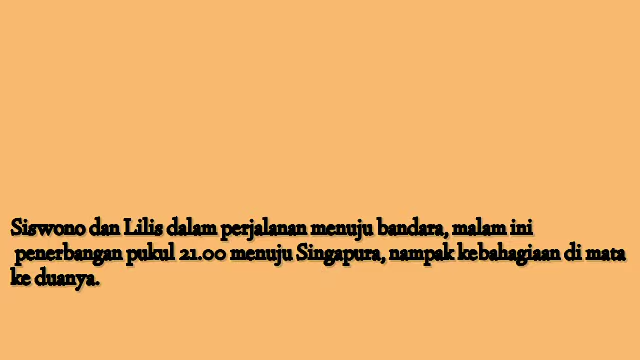 Siswono dan Lilis dalam perjalanan menuju bandara, malam ini
penerbangan pukul 21.00 menuju Singapura, nampak kebahagiaan di mata
ke duanya.